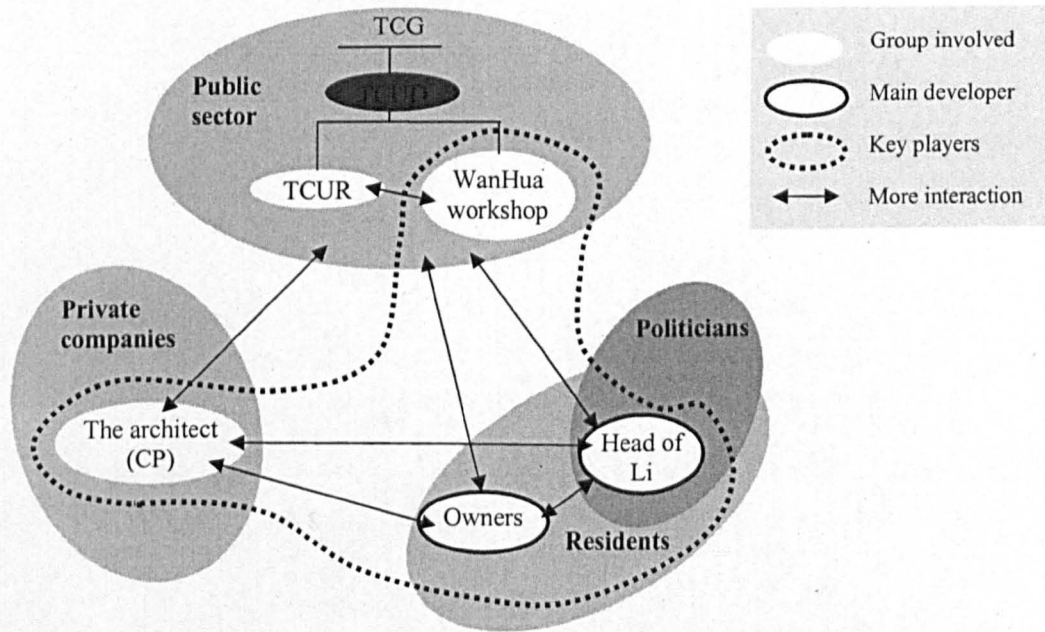 TCG
TCUD
Public
sector
TCUR
WanHua
workshop
Private
companies
Politicians
The architect
(CP)
Head of
Li
Owners
Residents
Group involved
Main developer
Key players
More interaction